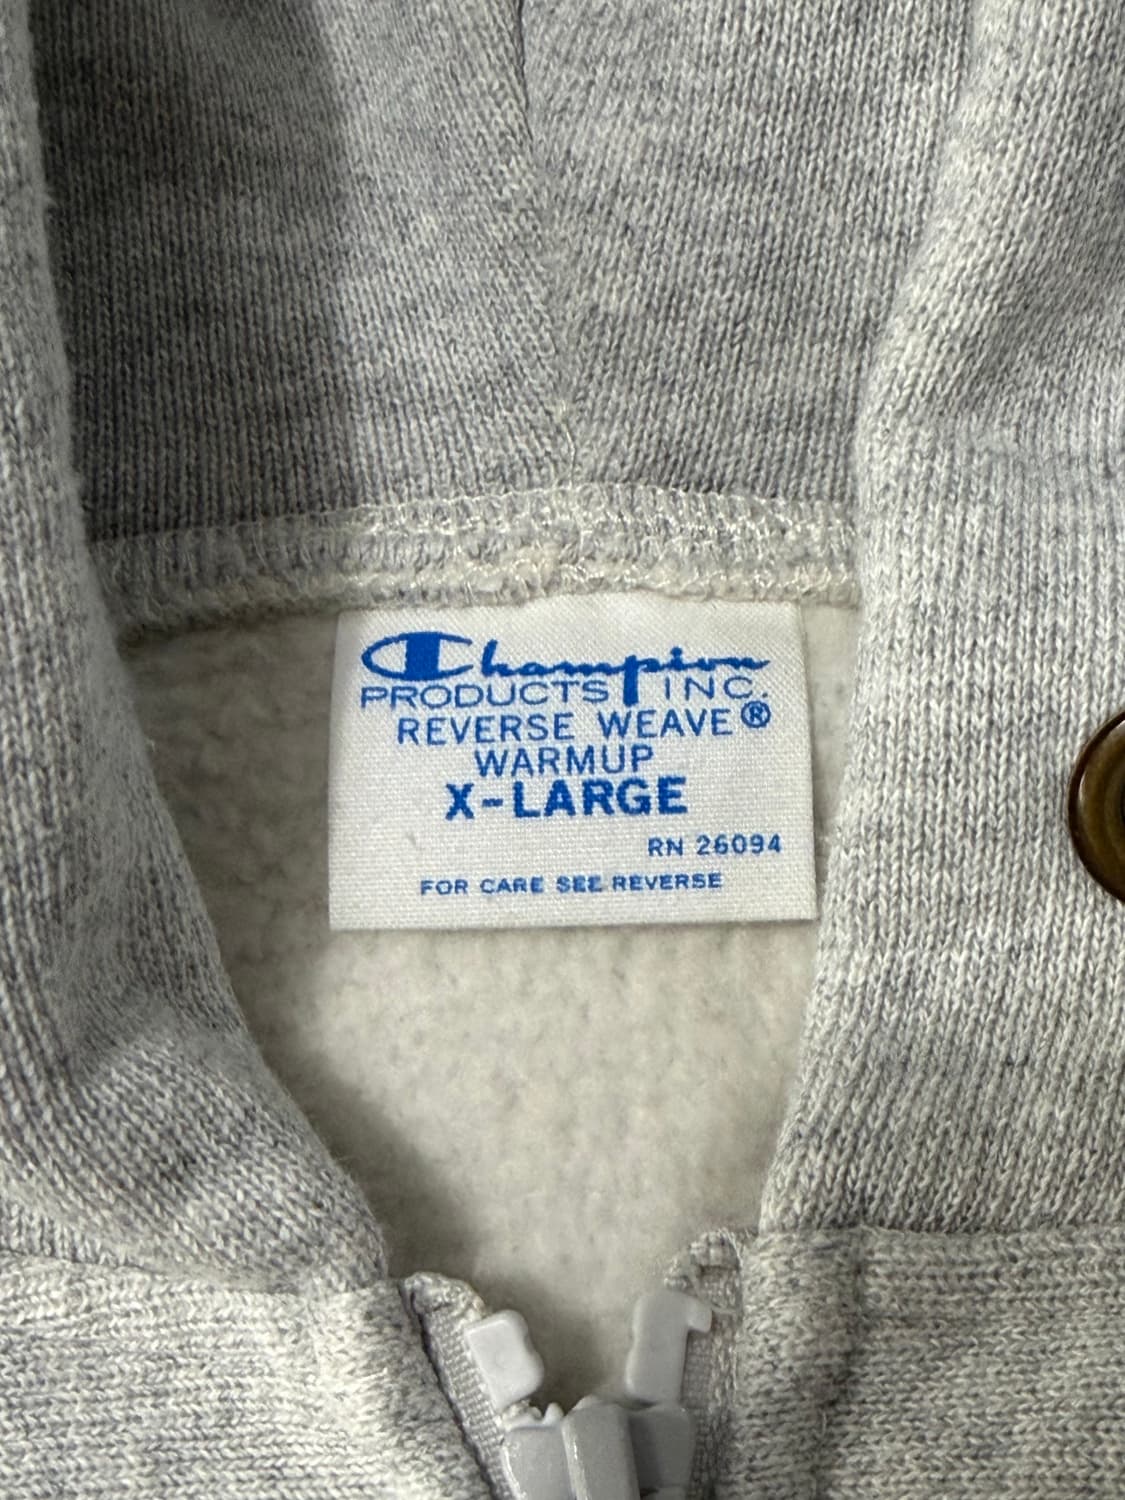 Champion
PRODUCTS INC.
REVERSE WEAVE®
WARMUP
X-LARGE
RN 26094
FOR CARE SEE REVERSE